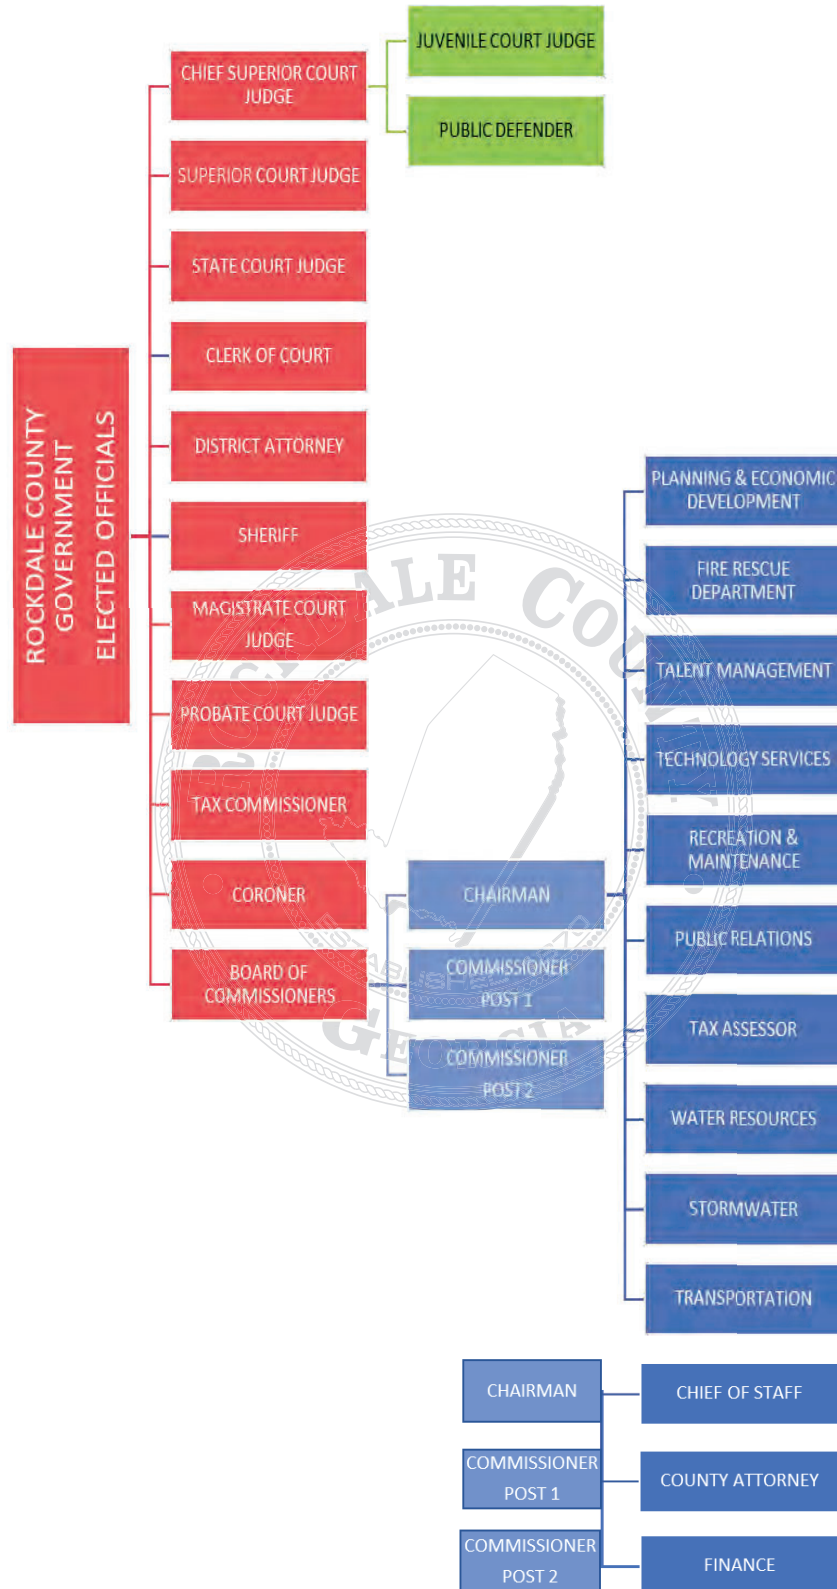 ROCKDALE COUNTY
GOVERNMENT
ELECTED OFFICIALS
CHIEF SUPERIOR COURT
JUDGE
JUVENILE COURT JUDGE
PUBLIC DEFENDER
SUPERIOR COURT JUDGE
STATE COURT JUDGE
CLERK OF COURT
DISTRICT ATTORNEY
SHERIFF
MAGISTRATE COURT
JUDGE
PROBATE COURT JUDGE
TAX COMMISSIONER
CORONER
BOARD OF
COMMISSIONERS
CHAIRMAN
COMMISSIONER
POST 1
COMMISSIONER
POST 2
PLANNING & ECONOMIC
DEVELOPMENT
FIRE RESCUE
DEPARTMENT
TALENT MANAGEMENT
TECHNOLOGY SERVICES
RECREATION &
MAINTENANCE
PUBLIC RELATIONS
TAX ASSESSOR
WATER RESOURCES
STORMWATER
TRANSPORTATION
CHAIRMAN
COMMISSIONER
POST 1
COMMISSIONER
POST 2
CHIEF OF STAFF
COUNTY ATTORNEY
FINANCE
ROCKDALE COUNTY
GEORGIA